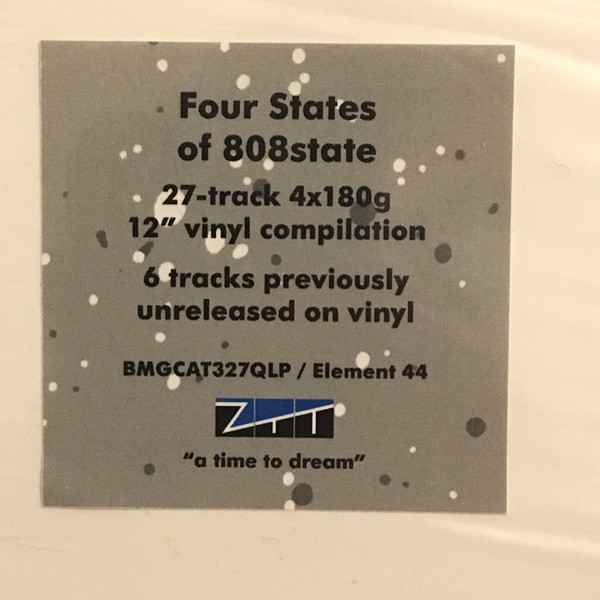 Four States
of 808state
27-track 4x180g
12” vinyl compilation
6 tracks previously
unreleased on vinyl
BMGCAT327QLP / Element 44
ZTT
“a time to dream”